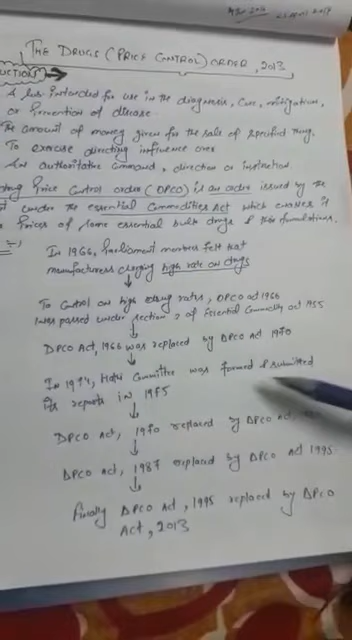 THE DRUGS (PRICE CONTROL) ORDER, 2013
UCTION
A sub. intended for use in the diagnosis, Cure, mitigation,
or Prevention of disease.
The amount of money given for the sale of specified thing.
To exercise directing influence over
An authoritative Command, direction or instruction
Price Control order (DPCO) is an order issued by the
under the essential Commodities Act which enables it
Prices of some essential bulk drugs & their formulations.
In 1966, Parliament members felt that
manufacturers charging high rate on drugs
To Control on high rates, DPCO act 1966
was passed under section 3 of Essential Commodity act 1955
DPCO Act, 1966 was replaced by DPCO Act 1970
In 1974, Hathi Committee was formed & submitted
its reports in 1975
DPCO act, 1970 replaced by DPCO act,
DPCO act, 1987 replaced by DPCO act 1995
Finally DPCO Act, 1995 replaced by DPCO
Act, 2013